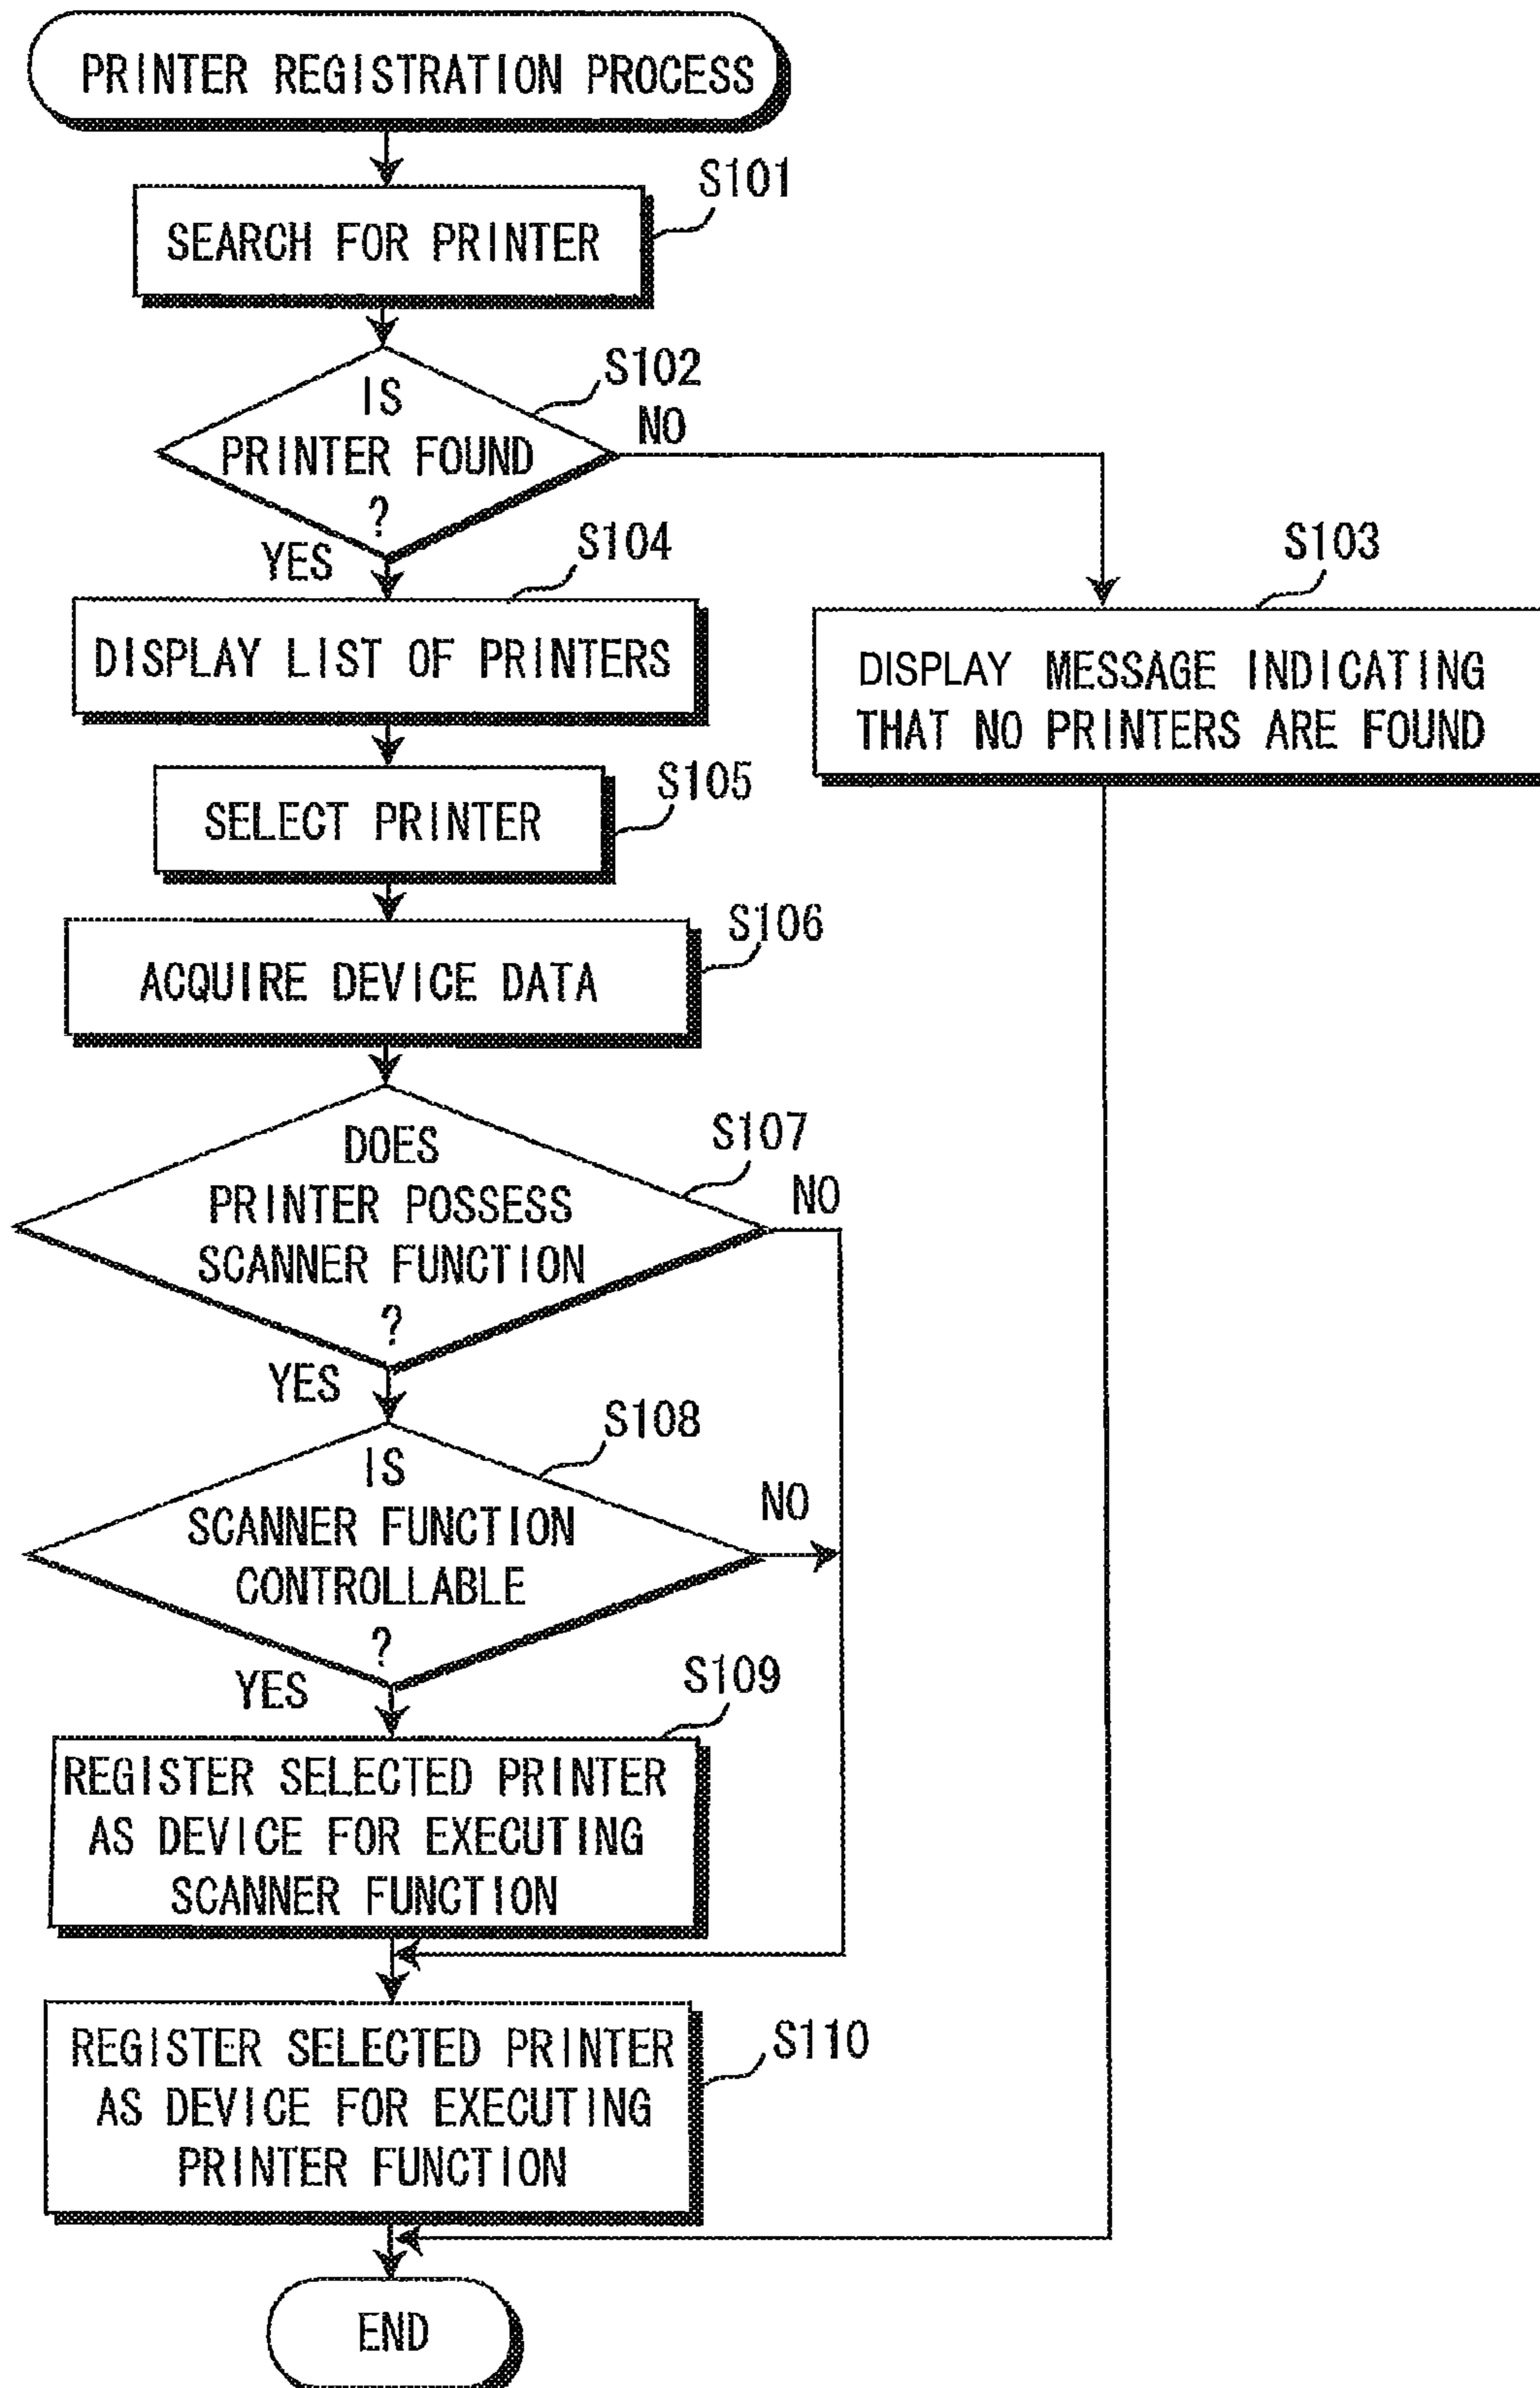 PRINTER REGISTRATION PROCESS
S101
SEARCH FOR PRINTER
S102
IS
PRINTER FOUND
?
NO
YES
S104
DISPLAY LIST OF PRINTERS
S103
DISPLAY MESSAGE INDICATING
THAT NO PRINTERS ARE FOUND
S105
SELECT PRINTER
S106
ACQUIRE DEVICE DATA
S107
DOES
PRINTER POSSESS
SCANNER FUNCTION
?
NO
YES
S108
IS
SCANNER FUNCTION
CONTROLLABLE
?
NO
YES
S109
REGISTER SELECTED PRINTER
AS DEVICE FOR EXECUTING
SCANNER FUNCTION
S110
REGISTER SELECTED PRINTER
AS DEVICE FOR EXECUTING
PRINTER FUNCTION
END